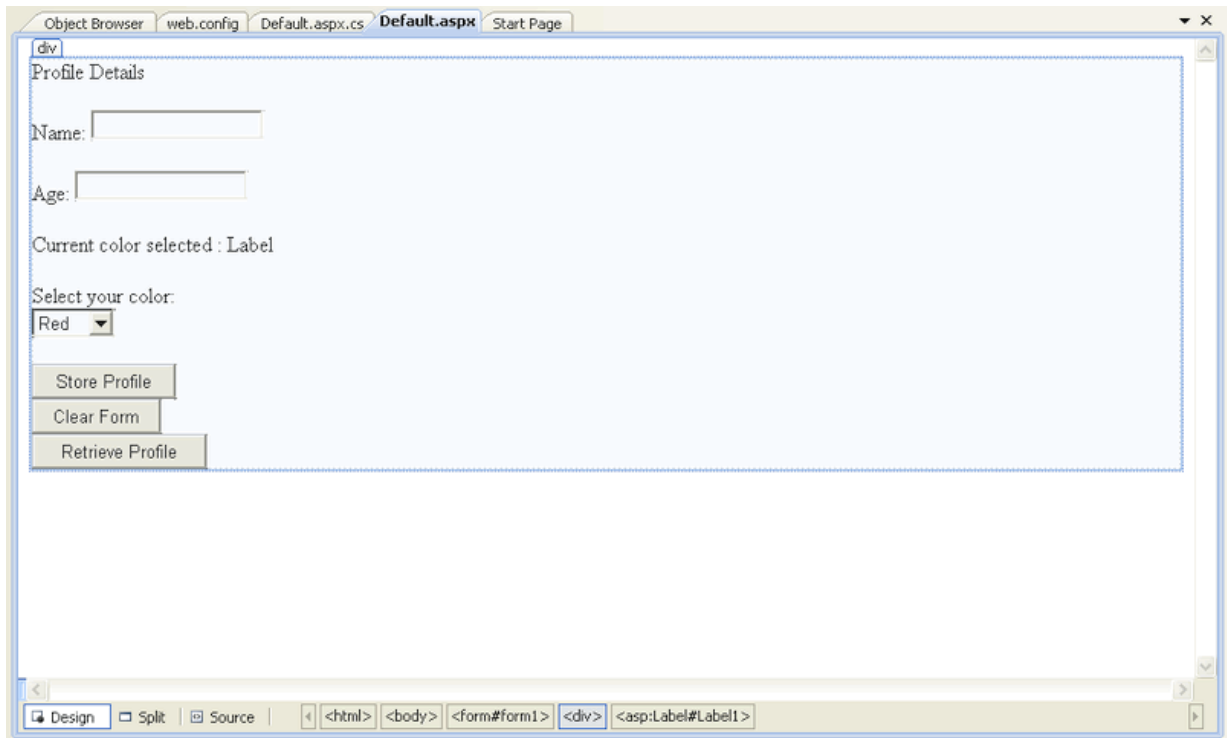 Object Browser web.config Default.aspx.cs Default.aspx Start Page
div
Profile Details
Name:
Age:
Current color selected : Label
Select your color:
Red
Store Profile
Clear Form
Retrieve Profile
Design Split Source <html> <body> <form#form1> <div> <asp:Label#Label1>